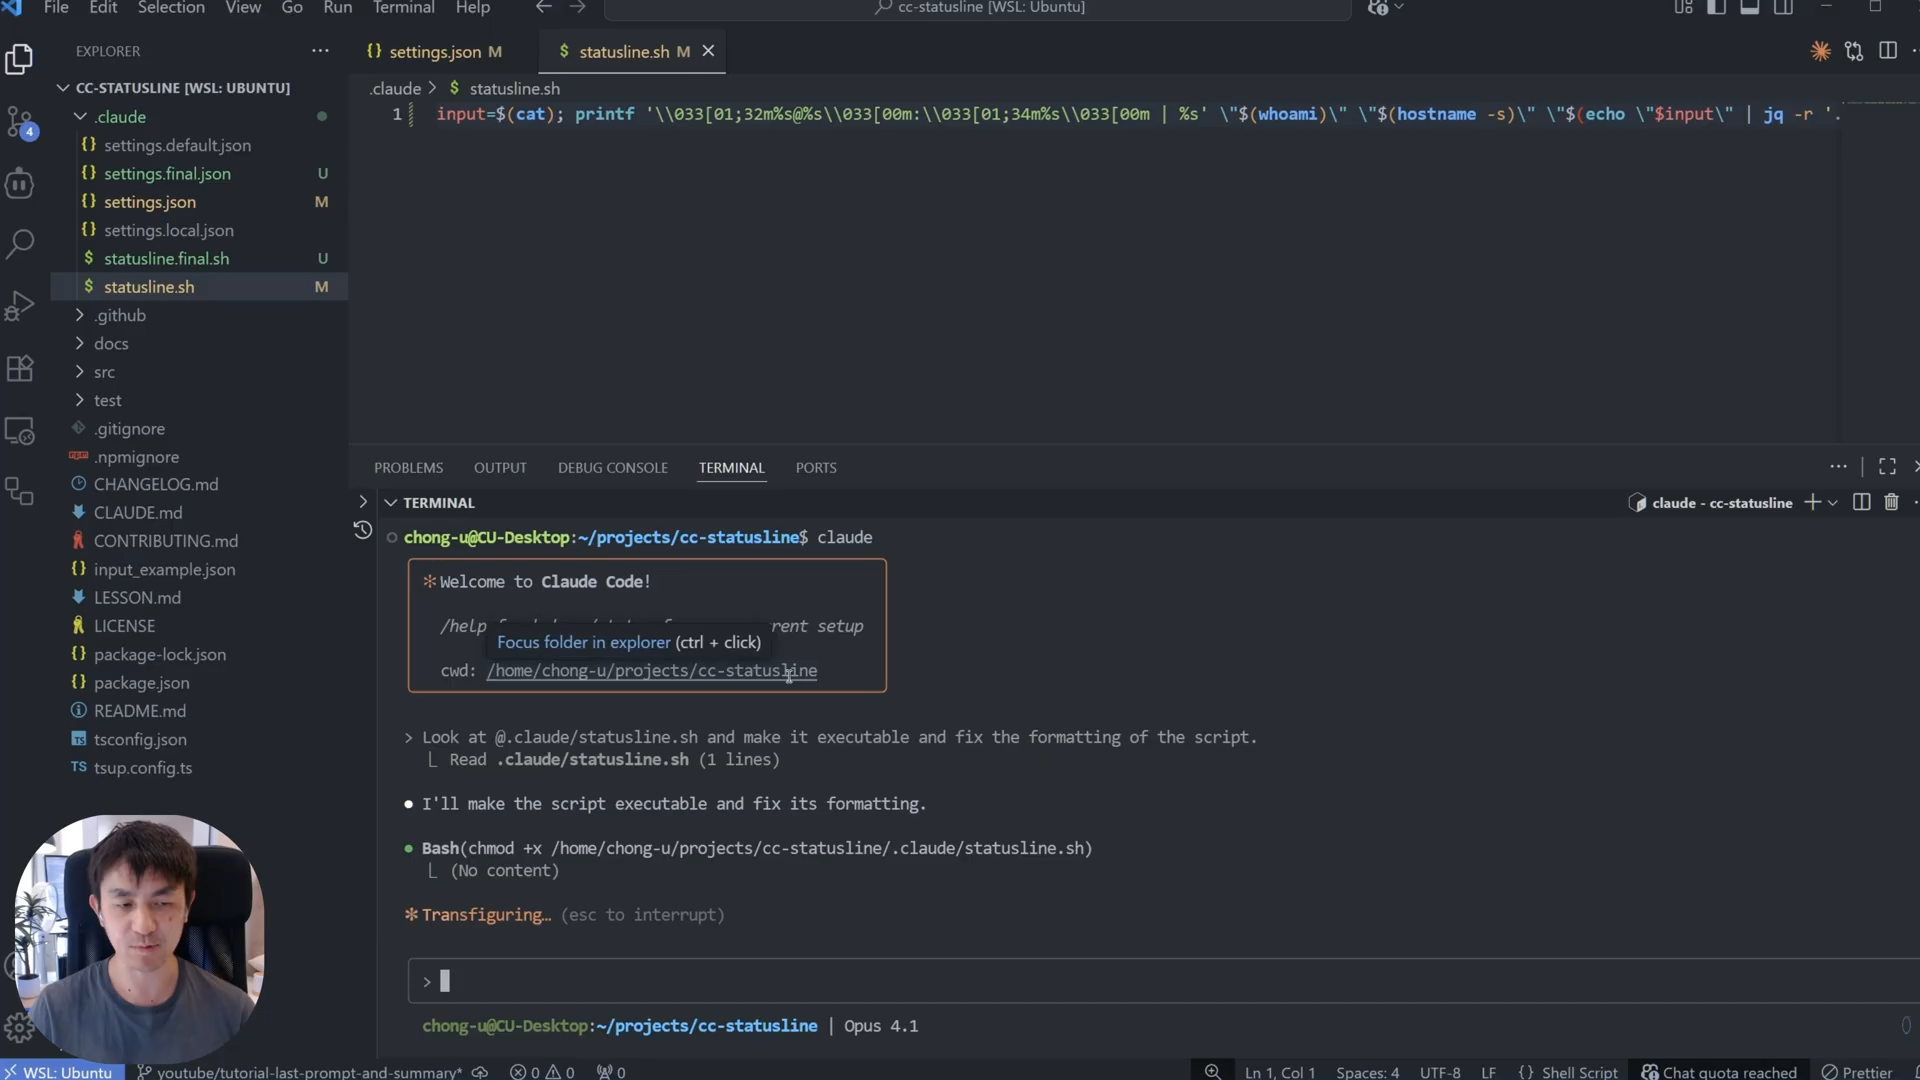 File Edit Selection View Go Run Terminal Help
cc-statusline [WSL: Ubuntu]
EXPLORER
settings.json M
statusline.sh M
CC-STATUSLINE [WSL: UBUNTU]
.claude
settings.default.json
settings.final.json U
settings.json M
settings.local.json
statusline.final.sh U
statusline.sh M
.github
docs
src
test
.gitignore
.npmignore
CHANGELOG.md
CLAUDE.md
CONTRIBUTING.md
input_example.json
LESSON.md
LICENSE
package-lock.json
package.json
README.md
tsconfig.json
tsup.config.ts
4
.claude > $ statusline.sh
1 input=$(cat); printf '\\033[01;32m%s@%s\\033[00m:\\033[01;34m%s\\033[00m | %s' \"$(whoami)\" \"$(hostname -s)\" \"$(echo \"$input\" | jq -r '.
PROBLEMS OUTPUT DEBUG CONSOLE TERMINAL PORTS
TERMINAL
claude - cc-statusline
chong-u@CU-Desktop:~/projects/cc-statusline$ claude
* Welcome to Claude Code!
/help rent setup
Focus folder in explorer (ctrl + click)
cwd: /home/chong-u/projects/cc-statusline
> Look at @.claude/statusline.sh and make it executable and fix the formatting of the script.
Read .claude/statusline.sh (1 lines)
I'll make the script executable and fix its formatting.
Bash(chmod +x /home/chong-u/projects/cc-statusline/.claude/statusline.sh)
(No content)
* Transfiguring… (esc to interrupt)
>
chong-u@CU-Desktop:~/projects/cc-statusline | Opus 4.1
WSL: Ubuntu youtube/tutorial-last-prompt-and-summary* 0 0 0 Ln 1, Col 1 Spaces: 4 UTF-8 LF {} Shell Script Chat quota reached Prettier